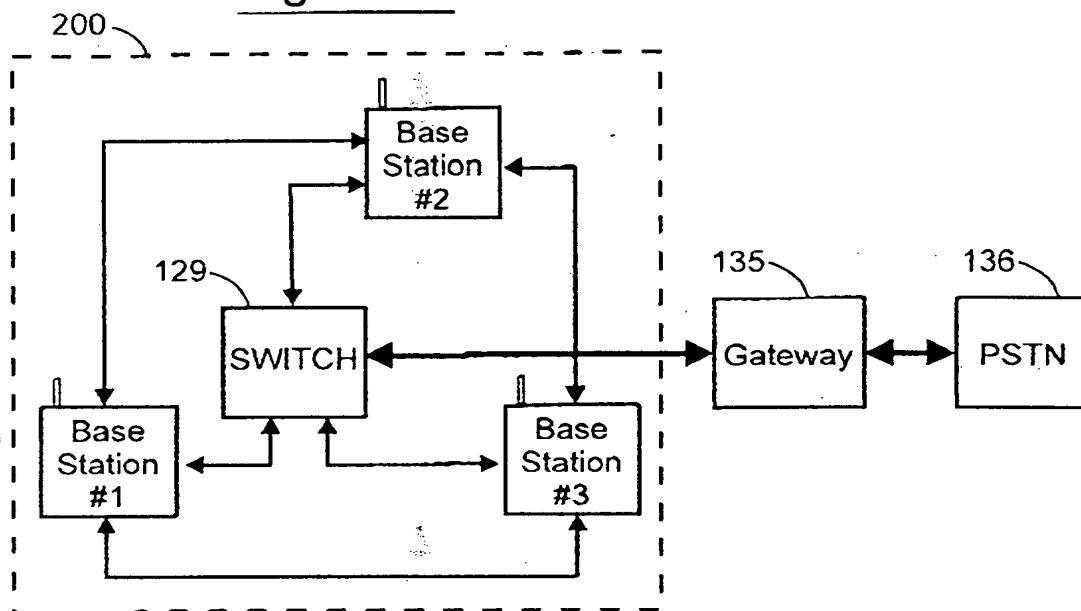 200
Base
Station
#2
129
SWITCH
135
Gateway
136
PSTN
Base
Station
#1
Base
Station
#3